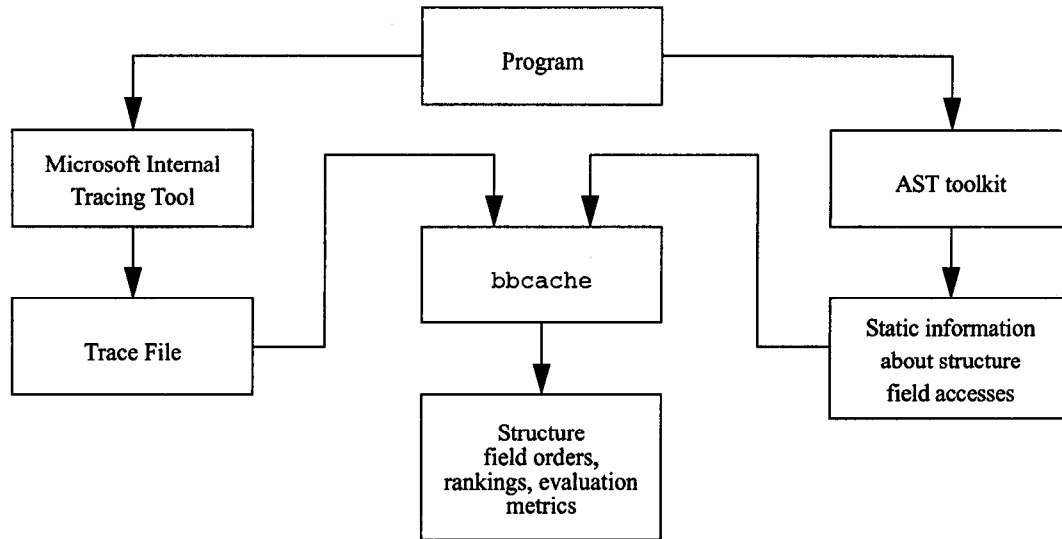 Program
Microsoft Internal
Tracing Tool
AST toolkit
bbcache
Trace File
Static information
about structure
field accesses
Structure
field orders,
rankings, evaluation
metrics